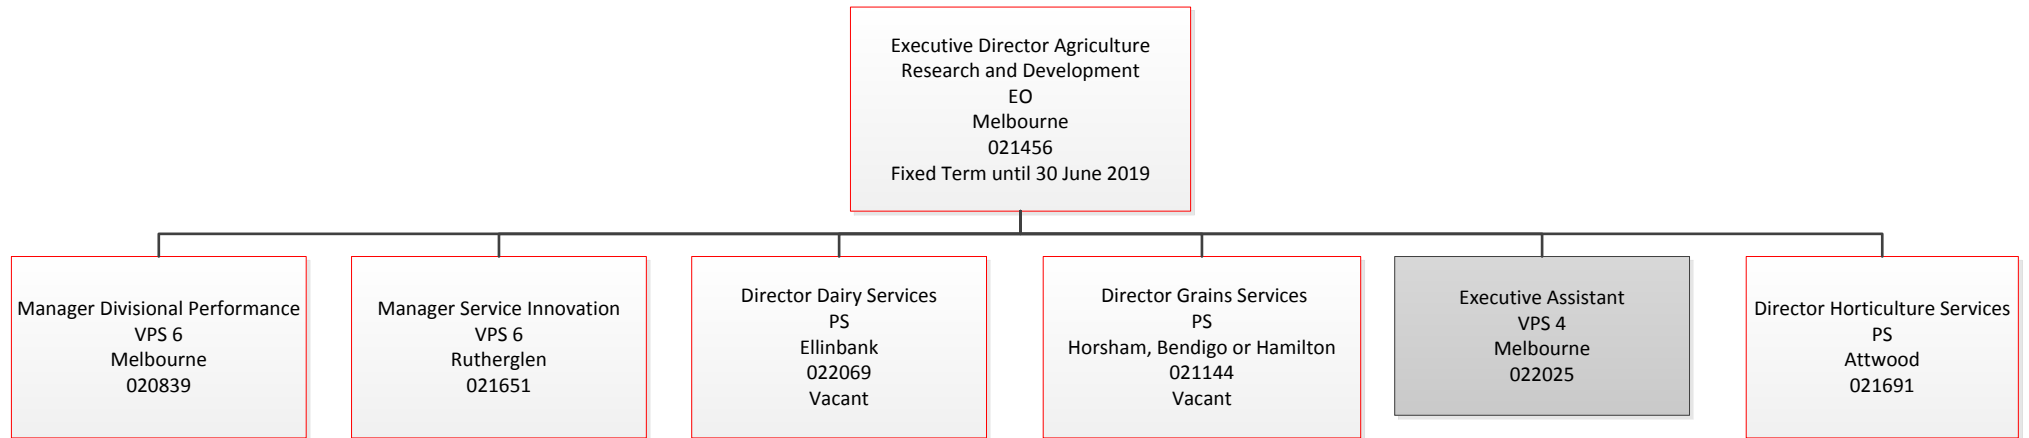 Executive Director Agriculture
Research and Development
EO
Melbourne
021456
Fixed Term until 30 June 2019
Manager Divisional Performance
VPS 6
Melbourne
020839
Manager Service Innovation
VPS 6
Rutherglen
021651
Director Dairy Services
PS
Ellinbank
022069
Vacant
Director Grains Services
PS
Horsham, Bendigo or Hamilton
021144
Vacant
Executive Assistant
VPS 4
Melbourne
022025
Director Horticulture Services
PS
Attwood
021691